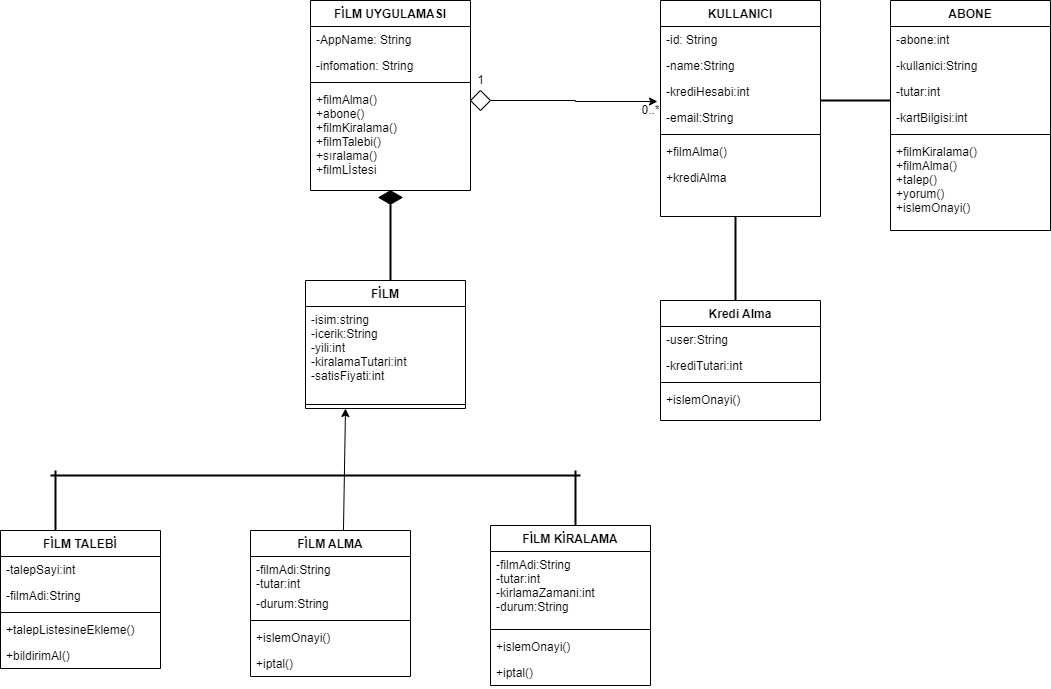 FİLM UYGULAMASI
-AppName: String
-infomation: String
+filmAlma()
+abone()
+filmKiralama()
+filmTalebi()
+sıralama()
+filmLİstesi
1
0..*
KULLANICI
-id: String
-name:String
-krediHesabi:int
-email:String
+filmAlma()
+krediAlma
ABONE
-abone:int
-kullanici:String
-tutar:int
-kartBilgisi:int
+filmKiralama()
+filmAlma()
+talep()
+yorum()
+islemOnayi()
FİLM
-isim:string
-icerik:String
-yili:int
-kiralamaTutari:int
-satisFiyati:int
Kredi Alma
-user:String
-krediTutari:int
+islemOnayi()
FİLM TALEBİ
-talepSayi:int
-filmAdi:String
+talepListesineEkleme()
+bildirimAl()
FİLM ALMA
-filmAdi:String
-tutar:int
-durum:String
+islemOnayi()
+iptal()
FİLM KİRALAMA
-filmAdi:String
-tutar:int
-kirlamaZamani:int
-durum:String
+islemOnayi()
+iptal()